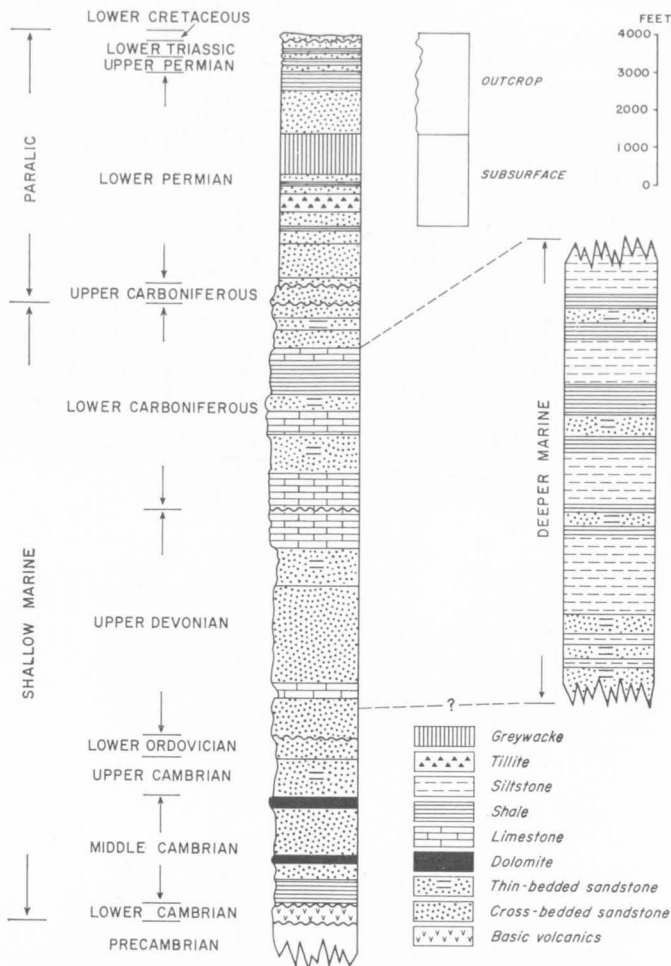 LOWER CRETACEOUS
LOWER TRIASSIC
UPPER PERMIAN
LOWER PERMIAN
UPPER CARBONIFEROUS
LOWER CARBONIFEROUS
UPPER DEVONIAN
LOWER ORDOVICIAN
UPPER CAMBRIAN
MIDDLE CAMBRIAN
LOWER CAMBRIAN
PRECAMBRIAN
PARALIC
SHALLOW MARINE
OUTCROP
SUBSURFACE
FEET
4000
3000
2000
1000
0
DEEPER MARINE
?
Greywacke
Tillite
Siltstone
Shale
Limestone
Dolomite
Thin-bedded sandstone
Cross-bedded sandstone
Basic volcanics